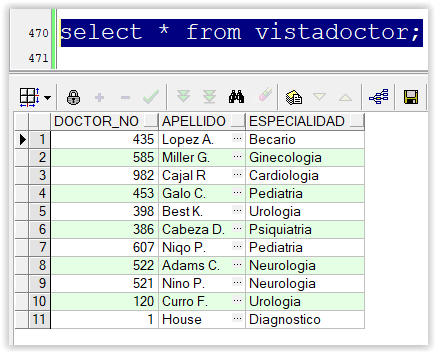 470 select * from vistadoctor;
471
DOCTOR_NO APELLIDO ESPECIALIDAD
1 435 Lopez A. ... Becario
2 585 Miller G. ... Ginecologia
3 982 Cajal R ... Cardiologia
4 453 Galo C. ... Pediatria
5 398 Best K. ... Urologia
6 386 Cabeza D. ... Psiquiatria
7 607 Niqo P. ... Pediatria
8 522 Adams C. ... Neurologia
9 521 Nino P. ... Neurologia
10 120 Curro F. ... Urologia
11 1 House ... Diagnostico